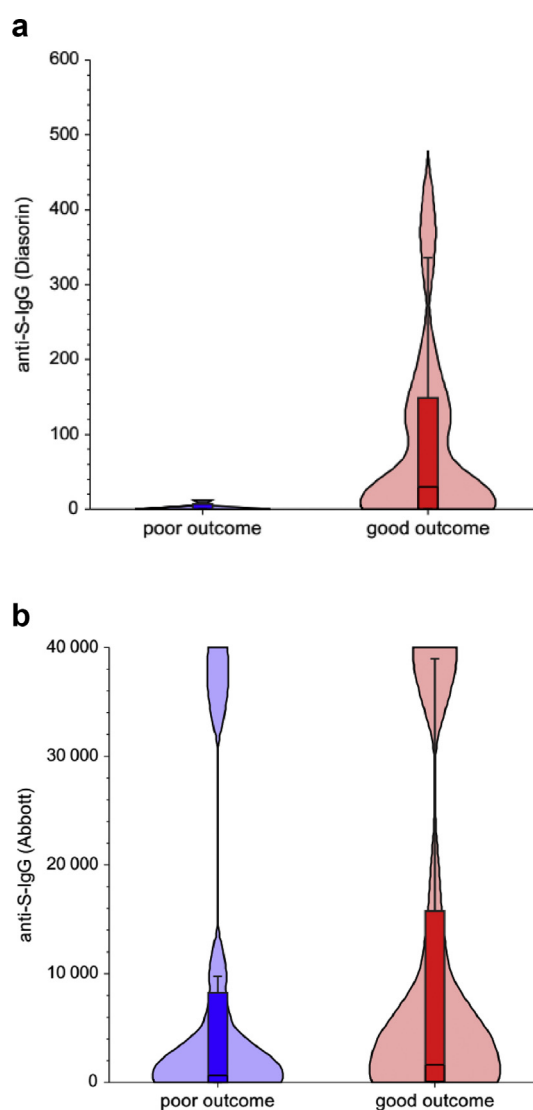 a
600
500
400
300
200
100
0
anti-S-IgG (Diasorin)
poor outcome good outcome
b
40 000
30 000
20 000
10 000
0
anti-S-IgG (Abbott)
poor outcome good outcome